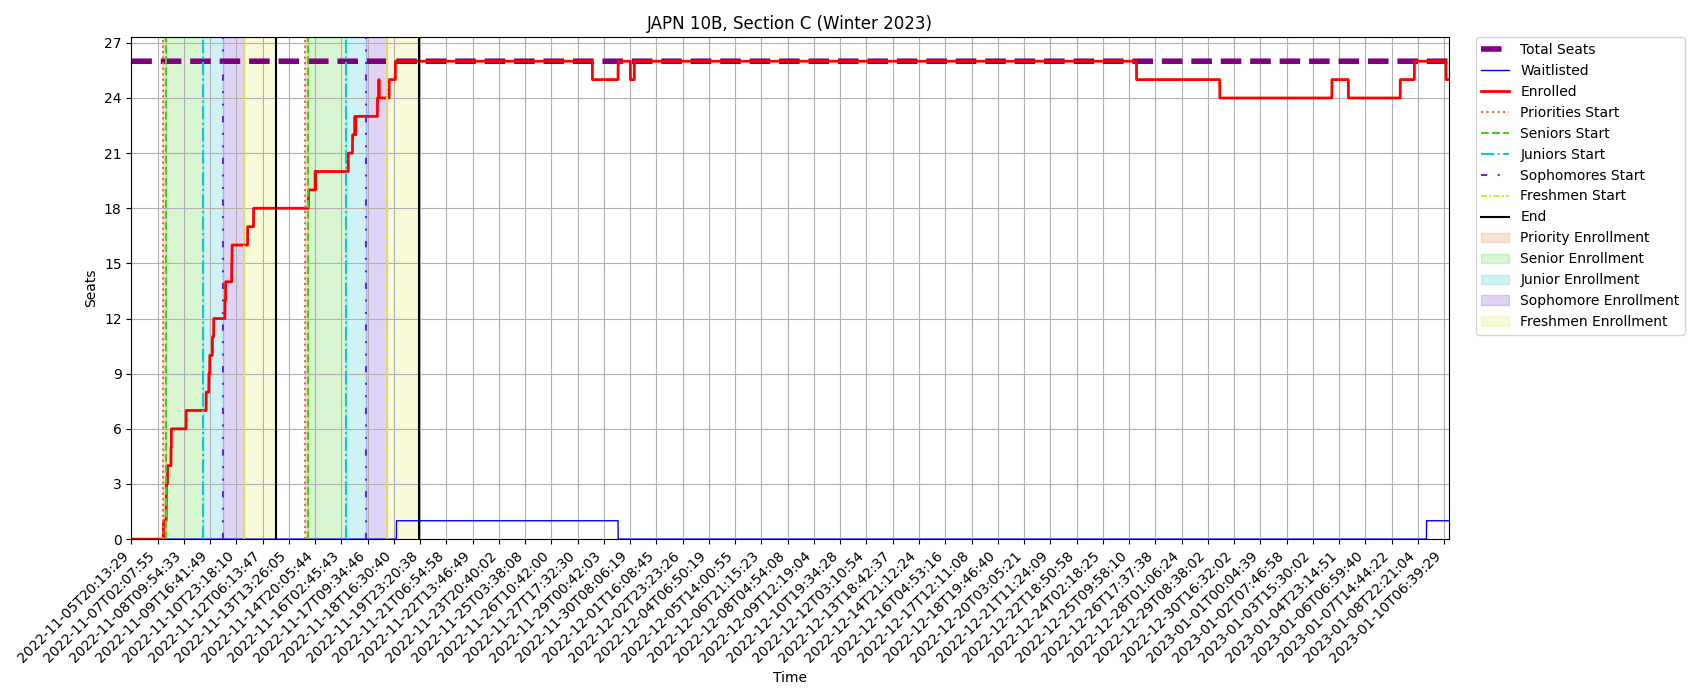 JAPN 10B, Section C (Winter 2023)
27
24
21
18
15
12
9
6
3
0
Seats
2022-11-05T20:13:29
2022-11-07T02:07:55
2022-11-08T09:54:33
2022-11-09T16:41:49
2022-11-10T23:18:10
2022-11-12T06:13:47
2022-11-13T13:26:05
2022-11-14T20:05:44
2022-11-16T02:45:43
2022-11-17T09:34:46
2022-11-18T16:30:40
2022-11-19T23:20:38
2022-11-22T06:54:58
2022-11-22T13:46:49
2022-11-23T20:40:02
2022-11-25T03:38:08
2022-11-26T10:42:00
2022-11-27T17:32:30
2022-11-29T00:42:03
2022-11-30T08:06:19
2022-12-01T16:08:45
2022-12-02T23:23:26
2022-12-04T06:50:19
2022-12-05T14:00:55
2022-12-06T21:15:23
2022-12-08T04:54:08
2022-12-09T12:19:04
2022-12-10T19:34:28
2022-12-13T03:10:54
2022-12-13T18:42:37
2022-12-14T21:12:24
2022-12-16T04:53:16
2022-12-17T12:11:08
2022-12-18T19:46:40
2022-12-20T03:05:21
2022-12-21T11:24:09
2022-12-22T18:50:58
2022-12-24T02:18:25
2022-12-25T09:58:10
2022-12-26T17:37:38
2022-12-28T01:06:24
2022-12-29T08:38:02
2022-12-30T16:32:02
2023-01-01T00:04:39
2023-01-02T07:46:58
2023-01-03T15:30:02
2023-01-04T23:14:51
2023-01-06T06:59:40
2023-01-07T14:44:22
2023-01-08T22:21:04
2023-01-10T06:39:29
Time
Total Seats
Waitlisted
Enrolled
Priorities Start
Seniors Start
Juniors Start
Sophomores Start
Freshmen Start
End
Priority Enrollment
Senior Enrollment
Junior Enrollment
Sophomore Enrollment
Freshmen Enrollment